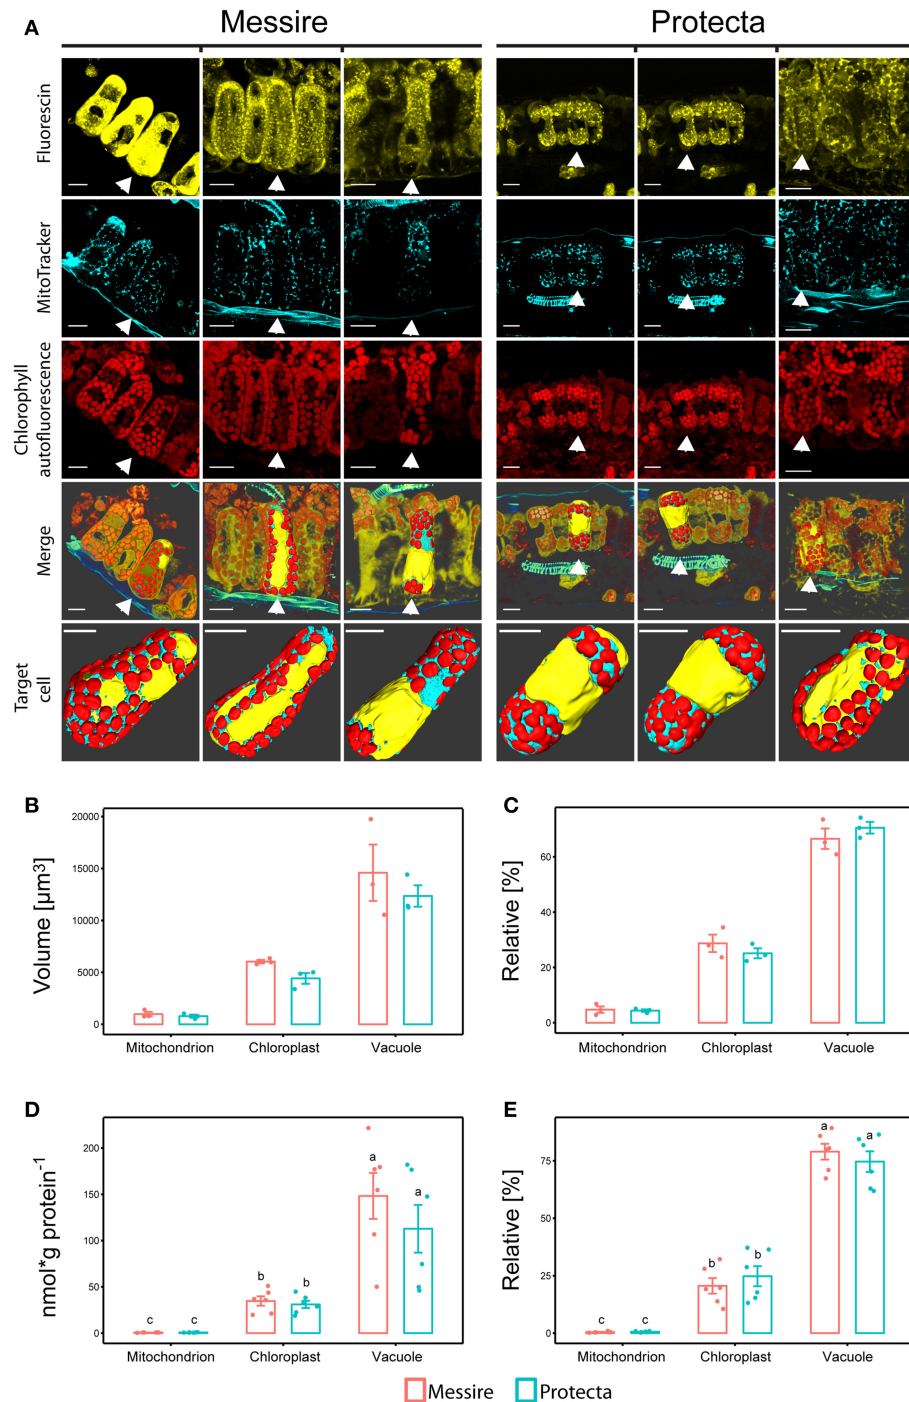 A
Messire
Protecta
Fluorescin
MitoTracker
Chlorophyll
autofluorescence
Merge
Target
cell
B
Volume [µm³]
20000
15000
10000
5000
0
Mitochondrion Chloroplast Vacuole
C
Relative [%]
60
40
20
0
Mitochondrion Chloroplast Vacuole
D
nmol*g protein⁻¹
200
150
100
50
0
c c b b a a
Mitochondrion Chloroplast Vacuole
E
Relative [%]
75
50
25
0
c c b b a a
Mitochondrion Chloroplast Vacuole
Messire Protecta